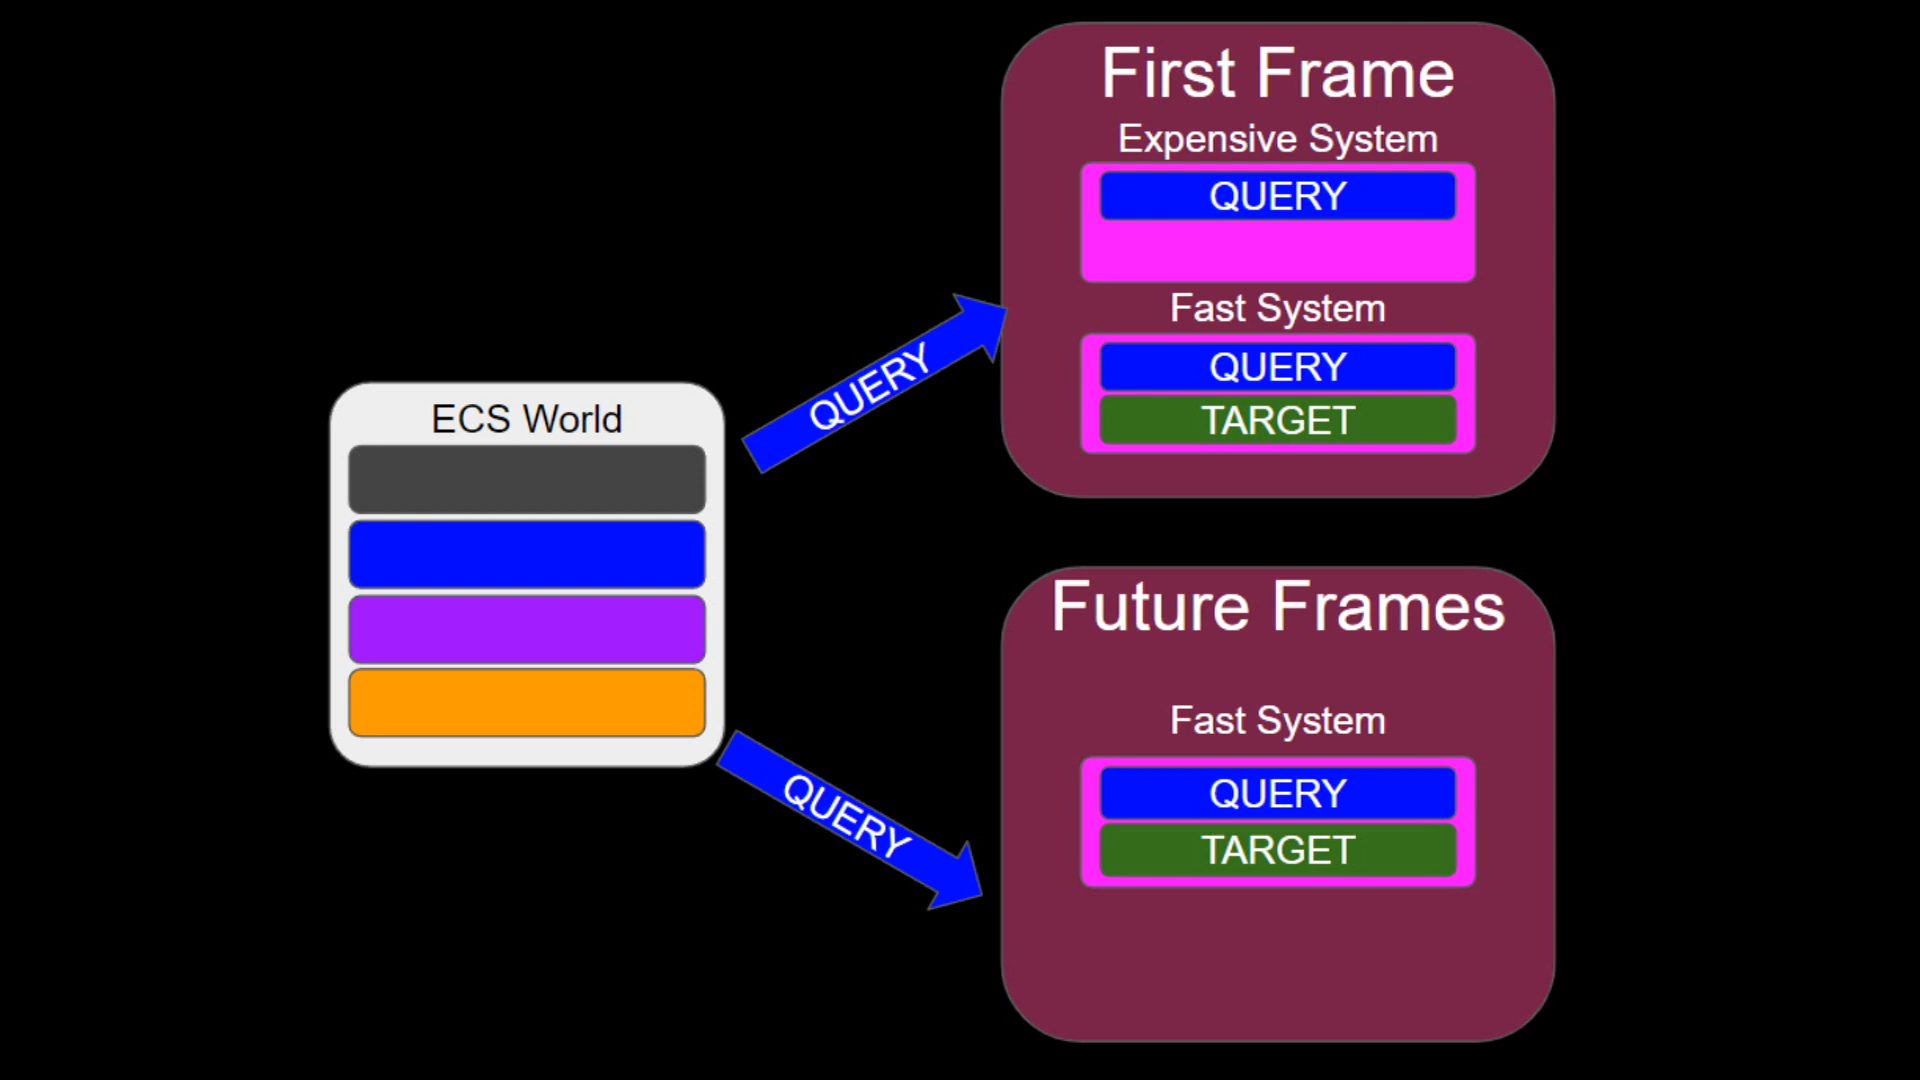 ECS World
QUERY
QUERY
First Frame
Expensive System
QUERY
Fast System
QUERY
TARGET
Future Frames
Fast System
QUERY
TARGET